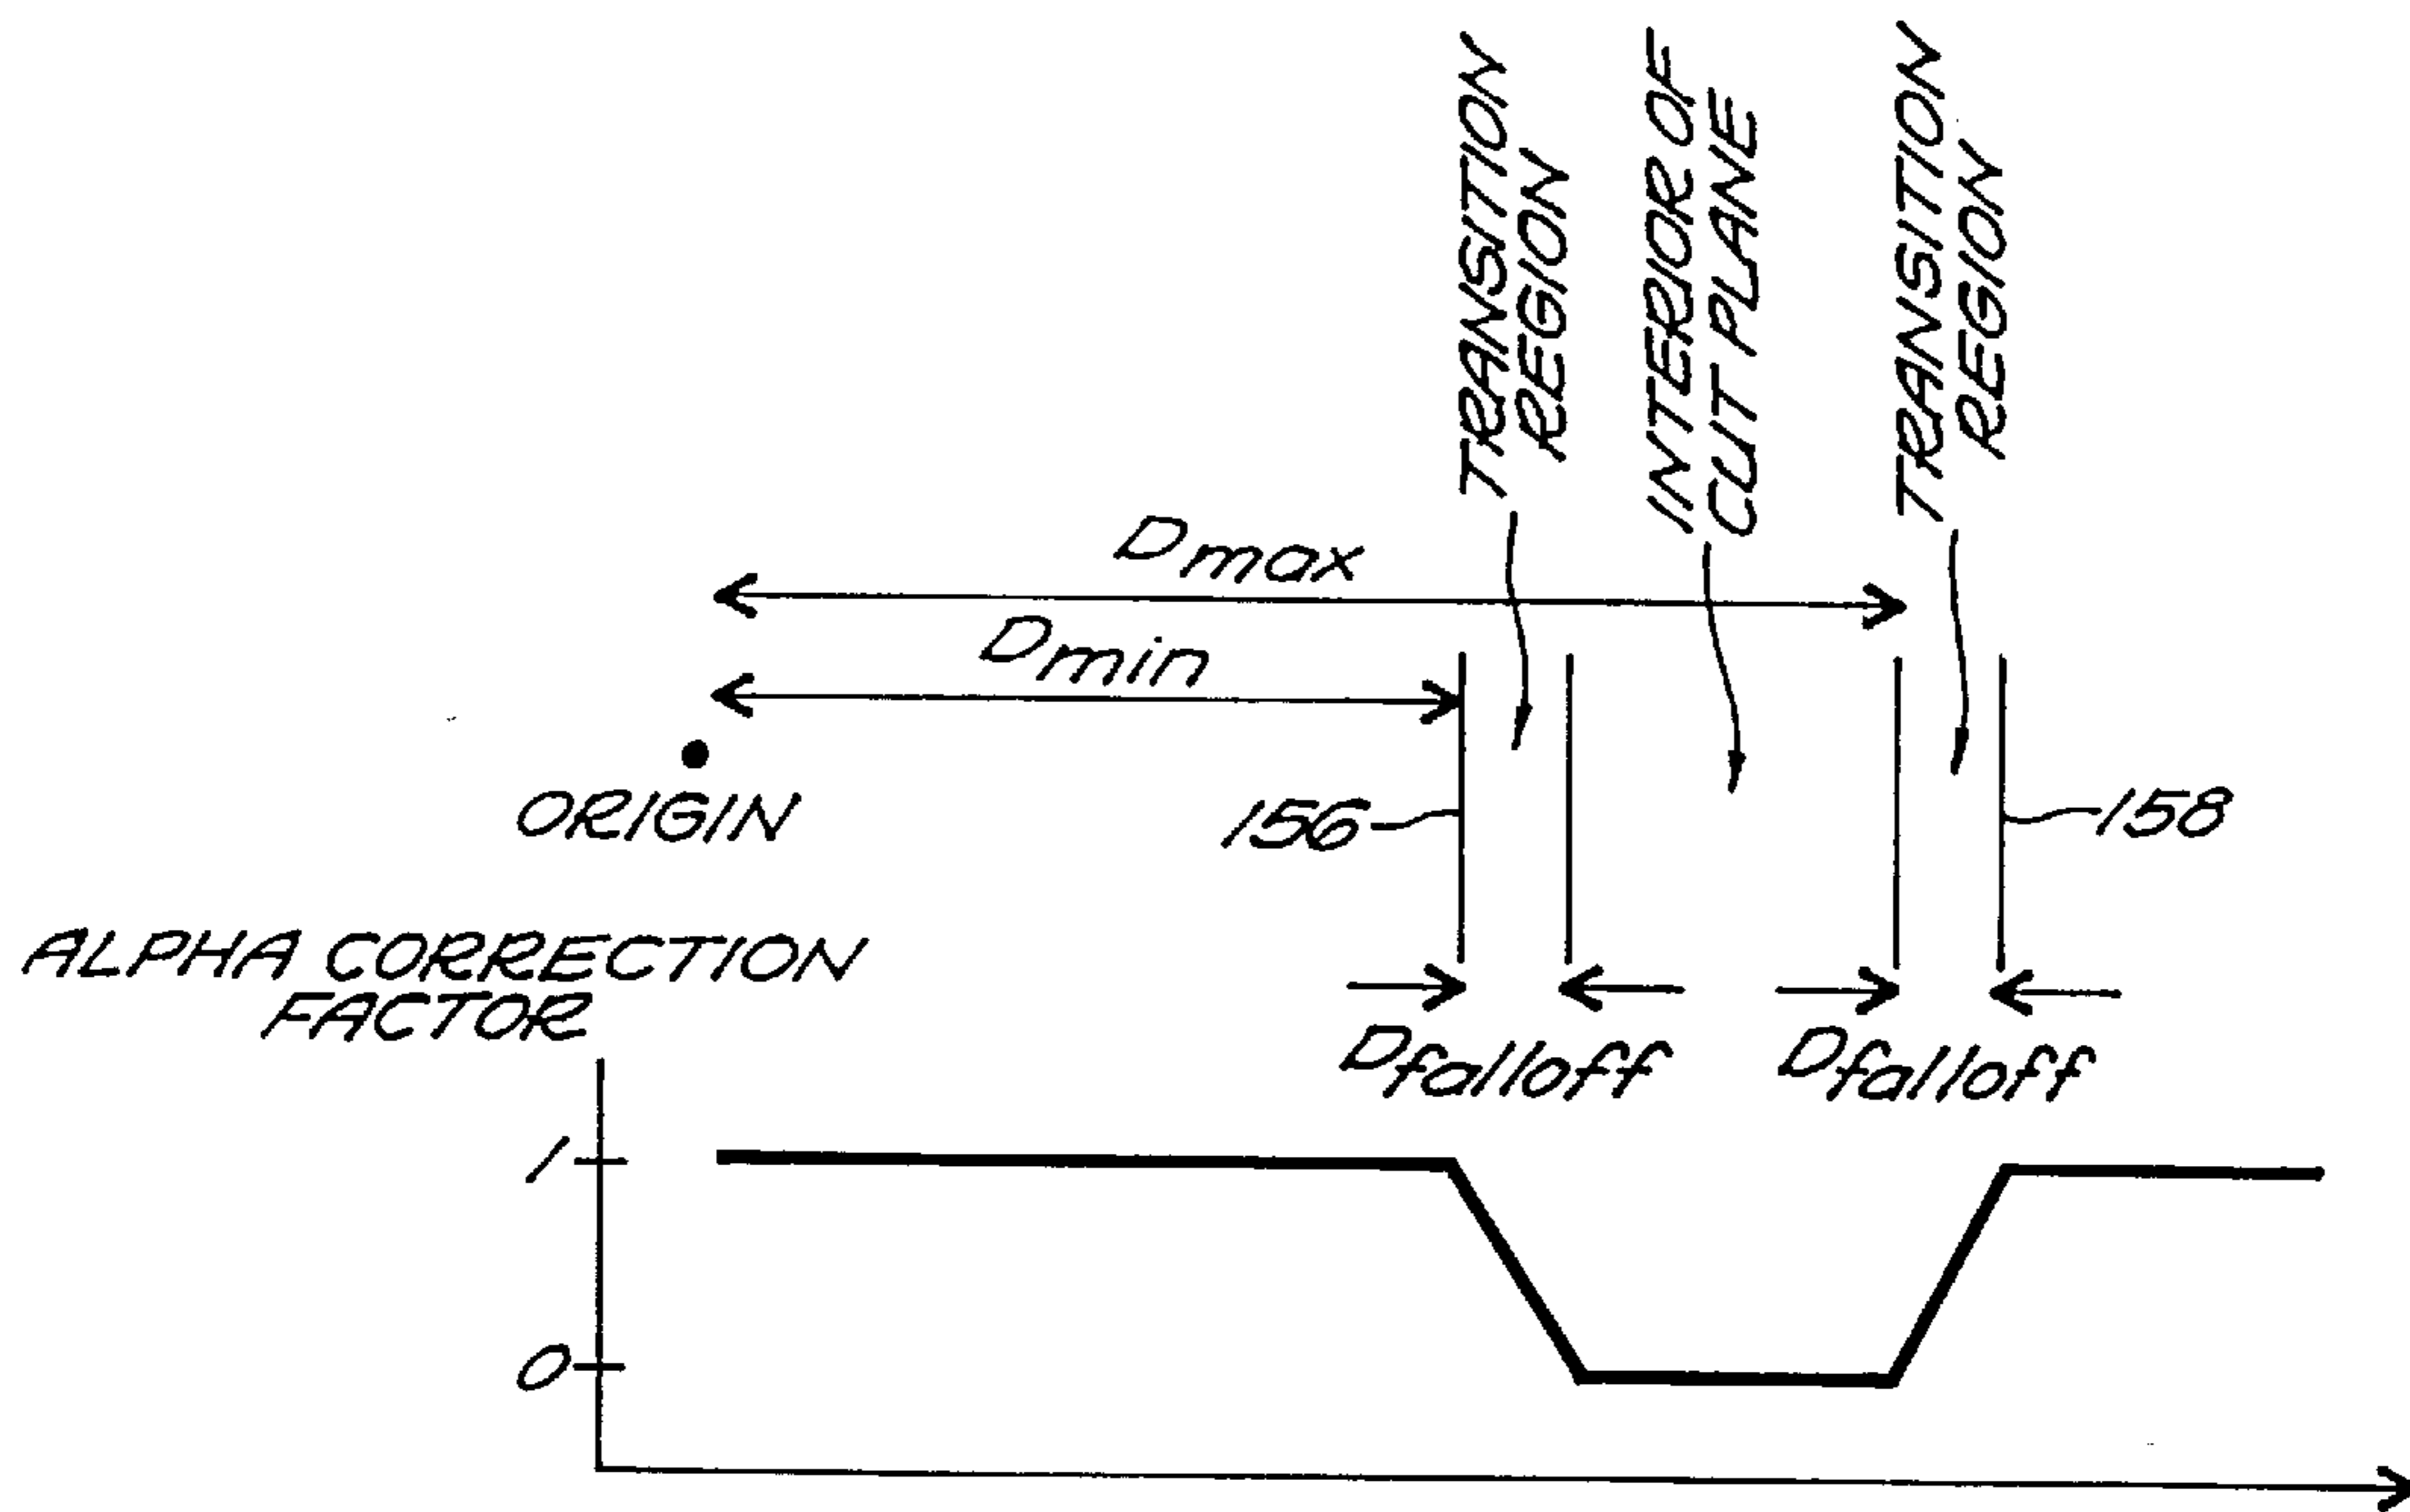 TRANSITION
REGION
INTERIOR OF
CUT PLANE
TRANSITION
REGION
Dmax
Dmin
ORIGIN
156
158
ALPHA CORRECTION
FACTOR
Dfalloff
Dfalloff
1
0